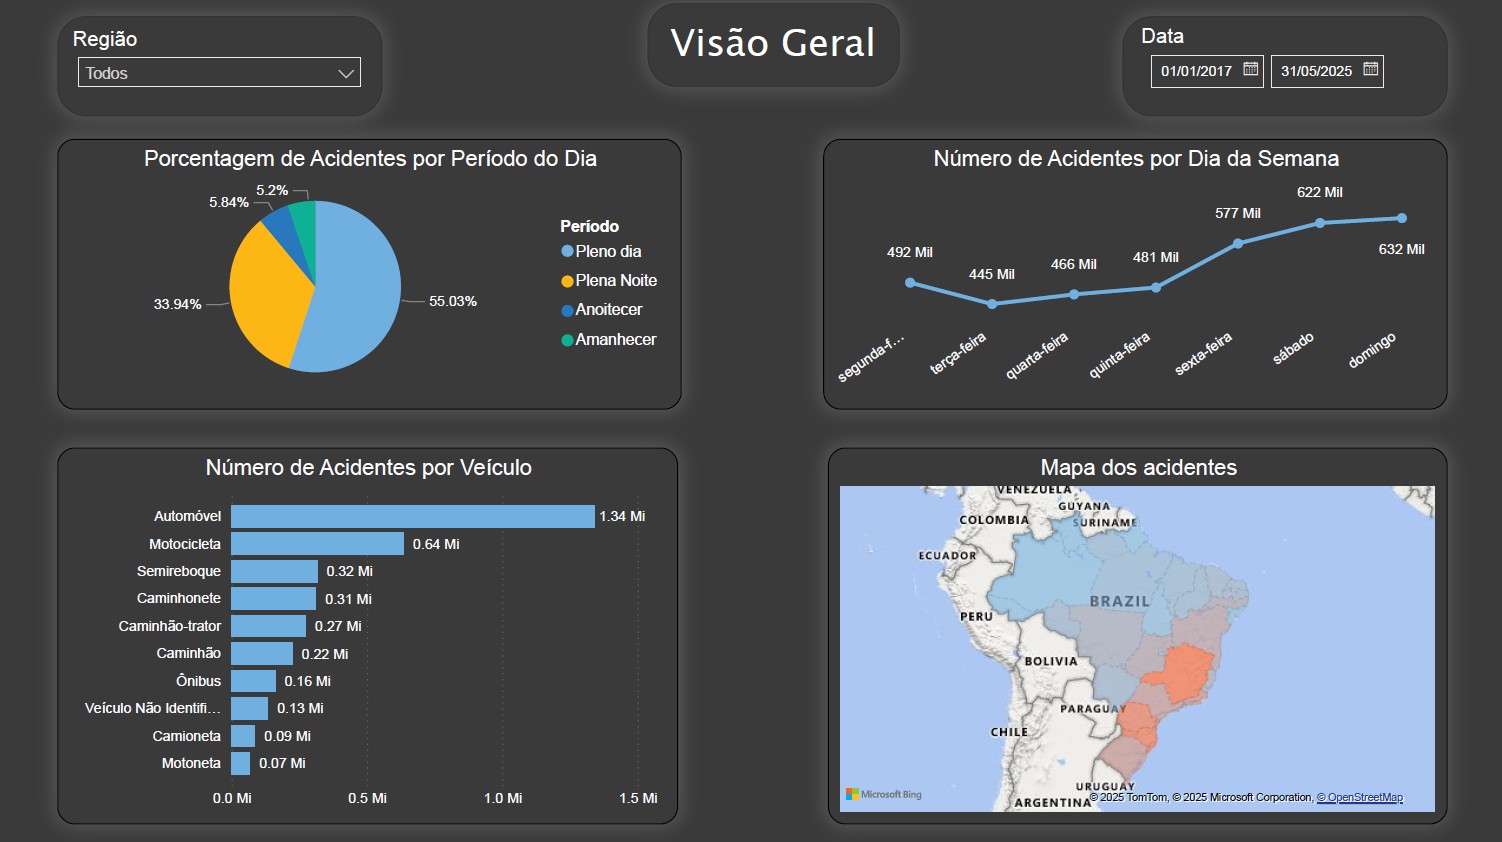 Região
Todos
Visão Geral
Data
01/01/2017
31/05/2025
Porcentagem de Acidentes por Período do Dia
5.2%
5.84%
33.94%
55.03%
Período
Pleno dia
Plena Noite
Anoitecer
Amanhecer
Número de Acidentes por Dia da Semana
492 Mil
445 Mil
466 Mil
481 Mil
577 Mil
622 Mil
632 Mil
segunda-f...
terça-feira
quarta-feira
quinta-feira
sexta-feira
sábado
domingo
Número de Acidentes por Veículo
Automóvel 1.34 Mi
Motocicleta 0.64 Mi
Semireboque 0.32 Mi
Caminhonete 0.31 Mi
Caminhão-trator 0.27 Mi
Caminhão 0.22 Mi
Ônibus 0.16 Mi
Veículo Não Identifi... 0.13 Mi
Camioneta 0.09 Mi
Motoneta 0.07 Mi
0.0 Mi 0.5 Mi 1.0 Mi 1.5 Mi
Mapa dos acidentes
VENEZUELA
GUYANA
COLOMBIA
SURINAME
ECUADOR
BRAZIL
PERU
BOLIVIA
PARAGUAY
CHILE
URUGUAY
ARGENTINA
Microsoft Bing
© 2025 TomTom, © 2025 Microsoft Corporation, © OpenStreetMap